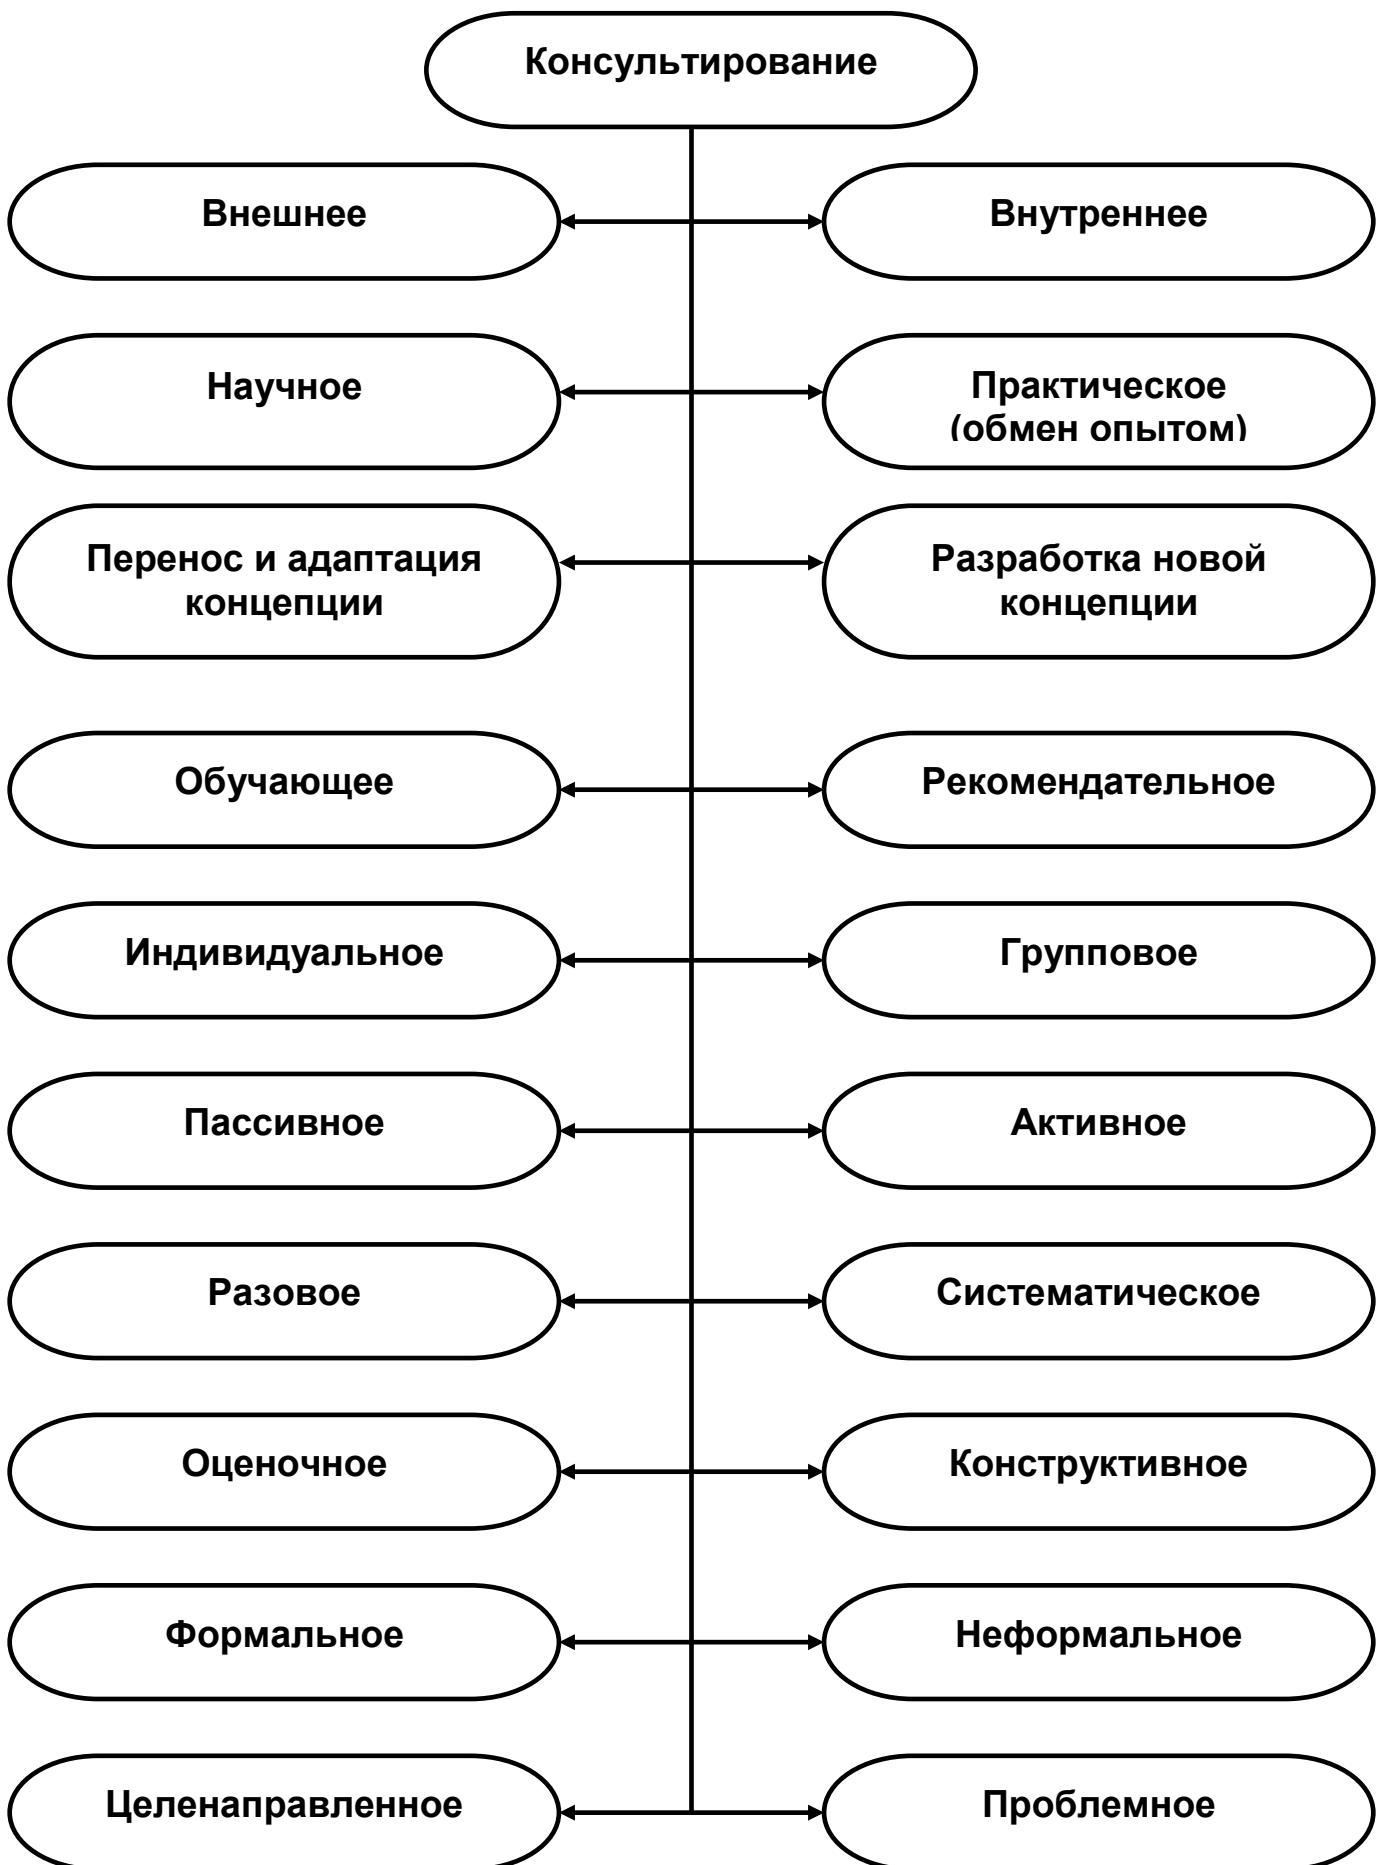 Консультирование
Внешнее
Внутреннее
Научное
Практическое
(обмен опытом)
Перенос и адаптация
концепции
Разработка новой
концепции
Обучающее
Рекомендательное
Индивидуальное
Групповое
Пассивное
Активное
Разовое
Систематическое
Оценочное
Конструктивное
Формальное
Неформальное
Целенаправленное
Проблемное